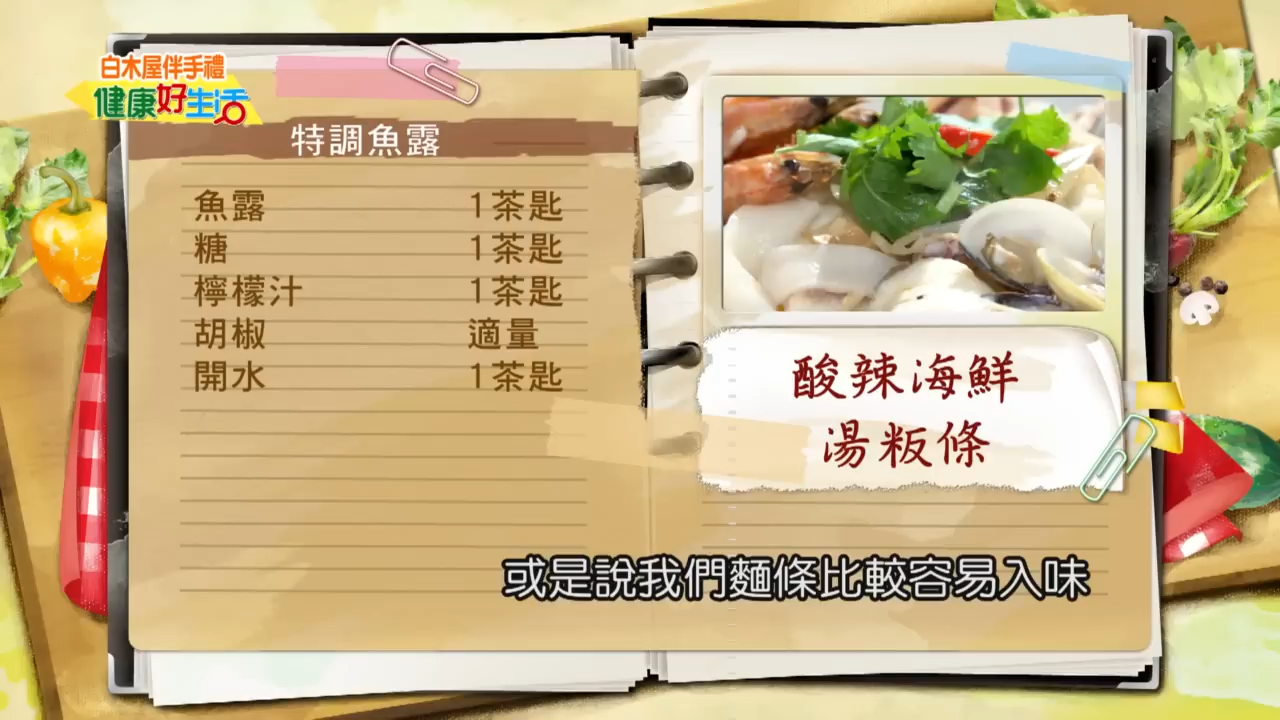 白木屋伴手禮
健康好生活
特調魚露
魚露 1茶匙
糖 1茶匙
檸檬汁 1茶匙
胡椒 適量
開水 1茶匙
酸辣海鮮
湯粄條
或是說我們麵條比較容易入味